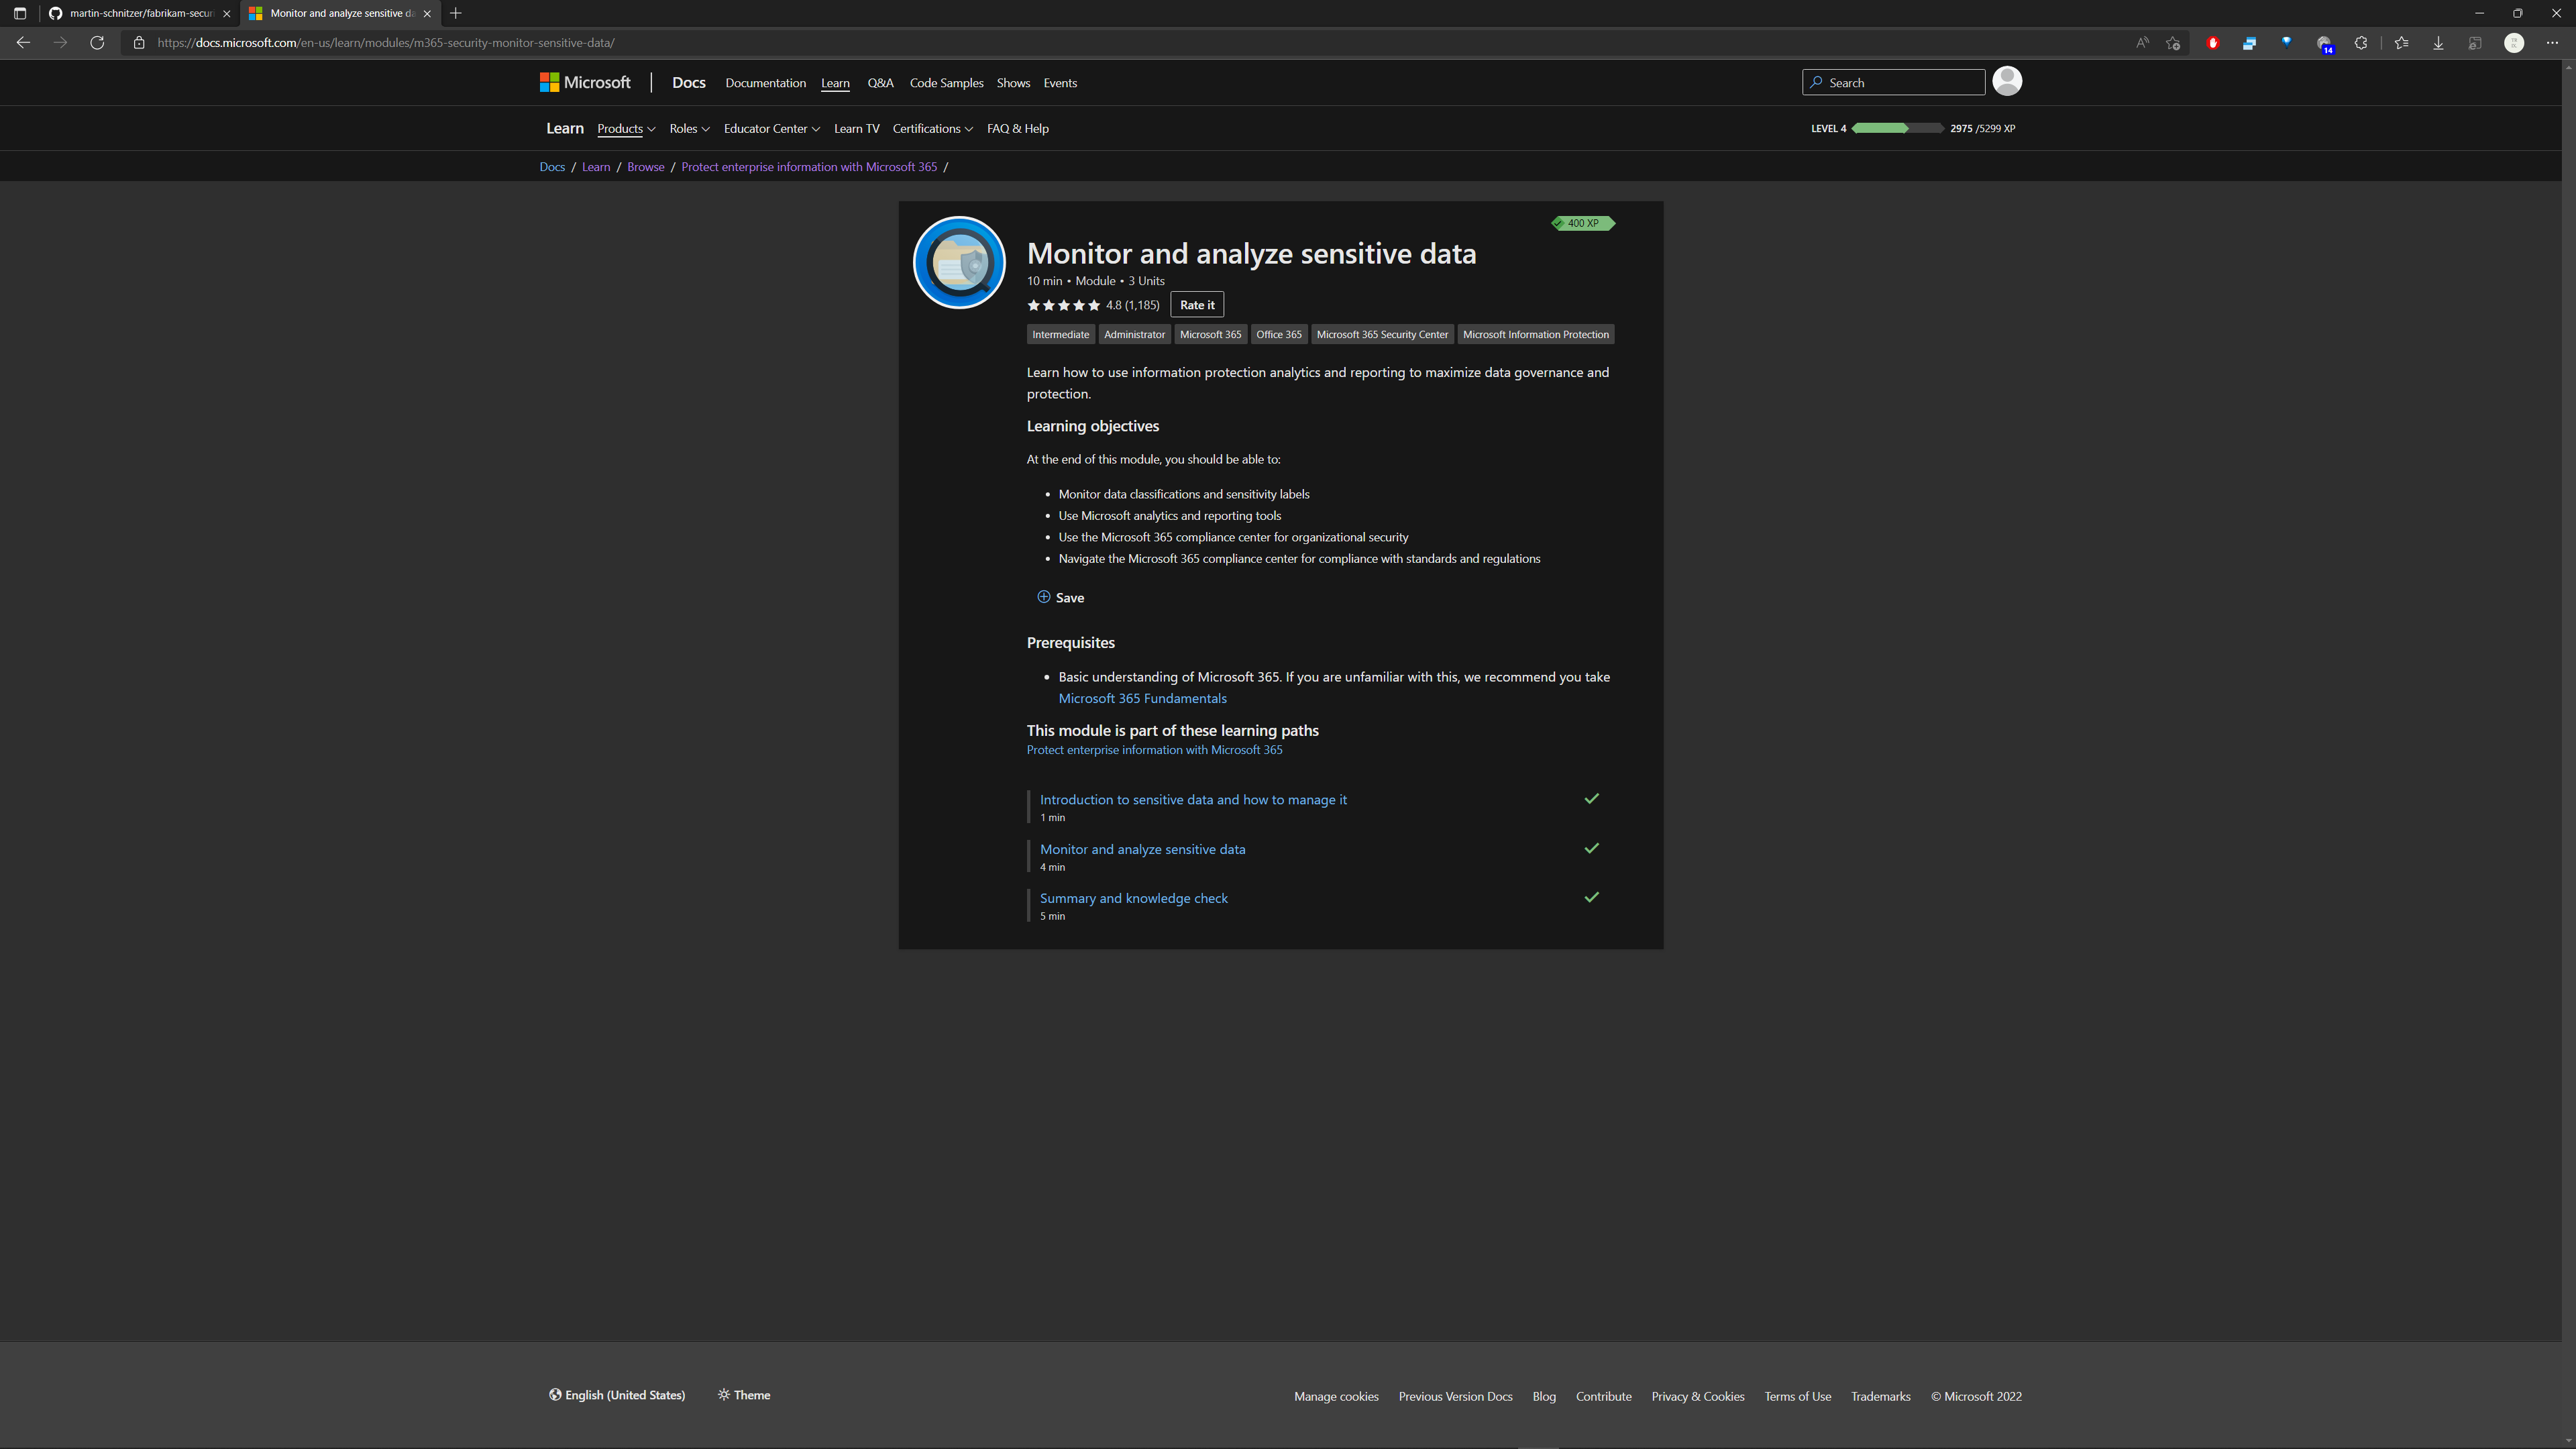 martin-schnitzer/fabrikam-securi
Monitor and analyze sensitive da
https://docs.microsoft.com/en-us/learn/modules/m365-security-monitor-sensitive-data/
14
Microsoft Docs Documentation Learn Q&A Code Samples Shows Events Search
Learn Products Roles Educator Center Learn TV Certifications FAQ & Help LEVEL 4 2975 /5299 XP
Docs / Learn / Browse / Protect enterprise information with Microsoft 365 /
400 XP
Monitor and analyze sensitive data
10 min • Module • 3 Units
4.8 (1,185) Rate it
Intermediate Administrator Microsoft 365 Office 365 Microsoft 365 Security Center Microsoft Information Protection
Learn how to use information protection analytics and reporting to maximize data governance and
protection.
Learning objectives
At the end of this module, you should be able to:
• Monitor data classifications and sensitivity labels
• Use Microsoft analytics and reporting tools
• Use the Microsoft 365 compliance center for organizational security
• Navigate the Microsoft 365 compliance center for compliance with standards and regulations
Save
Prerequisites
• Basic understanding of Microsoft 365. If you are unfamiliar with this, we recommend you take
Microsoft 365 Fundamentals
This module is part of these learning paths
Protect enterprise information with Microsoft 365
Introduction to sensitive data and how to manage it
1 min
Monitor and analyze sensitive data
4 min
Summary and knowledge check
5 min
English (United States) Theme Manage cookies Previous Version Docs Blog Contribute Privacy & Cookies Terms of Use Trademarks © Microsoft 2022